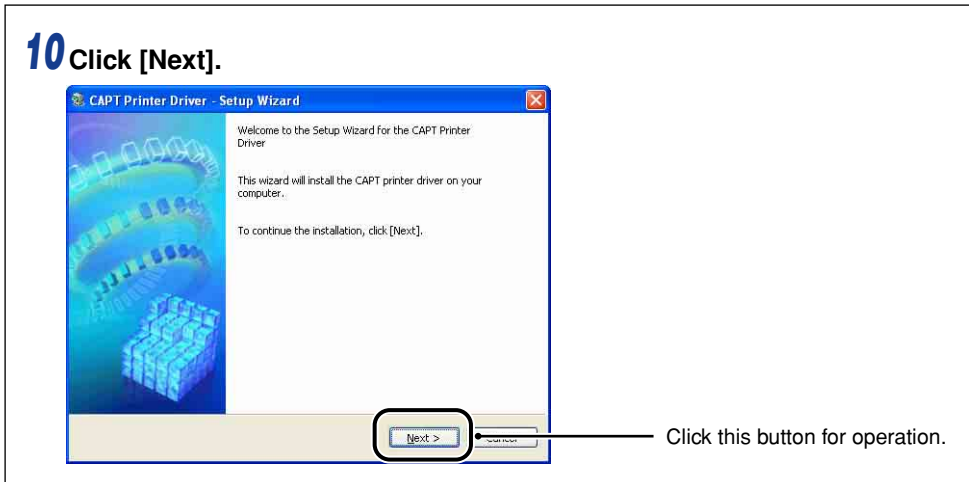 10 Click [Next].
CAPT Printer Driver - Setup Wizard
Welcome to the Setup Wizard for the CAPT Printer
Driver
This wizard will install the CAPT printer driver on your
computer.
To continue the installation, click [Next].
Next >
Click this button for operation.